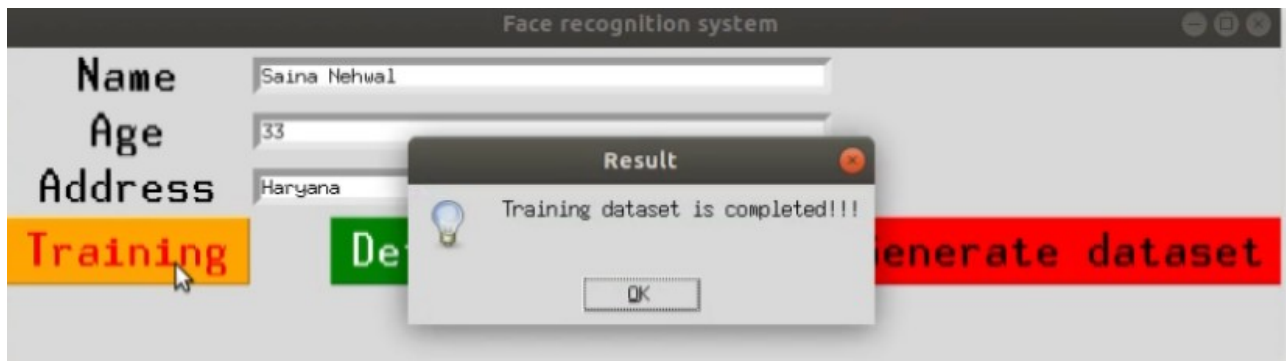 Face recognition system
Name
Saina Nehwal
Age
33
Result
Address
Haryana
Training dataset is completed!!!
Training
De
enerate dataset
OK